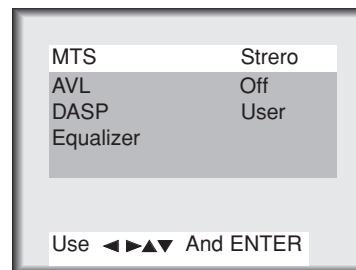 MTS Strero
AVL Off
DASP User
Equalizer
Use ◄ ►▲▼ And ENTER